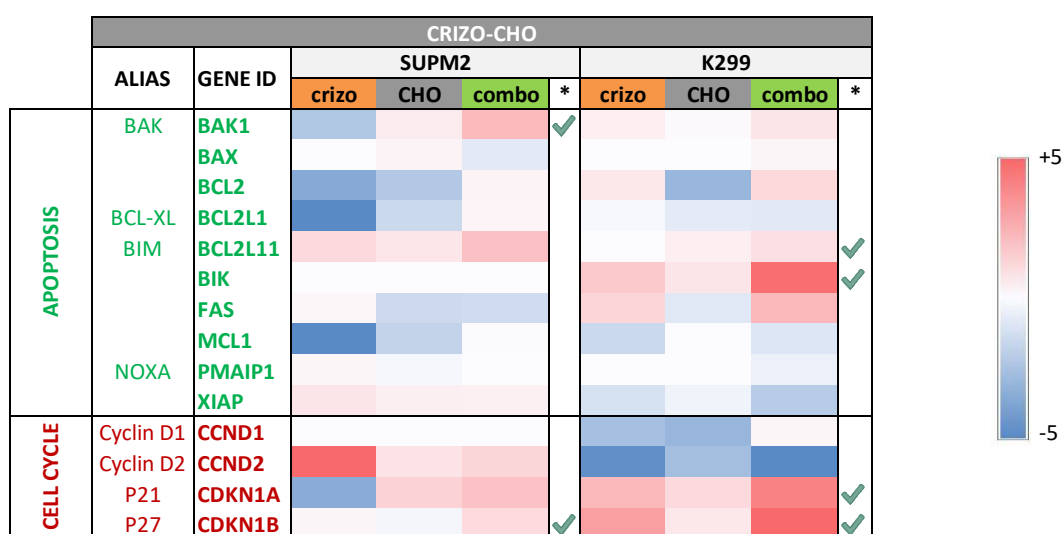 CRIZO-CHO
ALIAS GENE ID SUPM2 K299
crizo CHO combo * crizo CHO combo *
APOPTOSIS
BAK BAK1
BAX
BCL2
BCL-XL BCL2L1
BIM BCL2L11
BIK
FAS
MCL1
NOXA PMAIP1
XIAP
CELL CYCLE
Cyclin D1 CCND1
Cyclin D2 CCND2
P21 CDKN1A
P27 CDKN1B
+5
-5